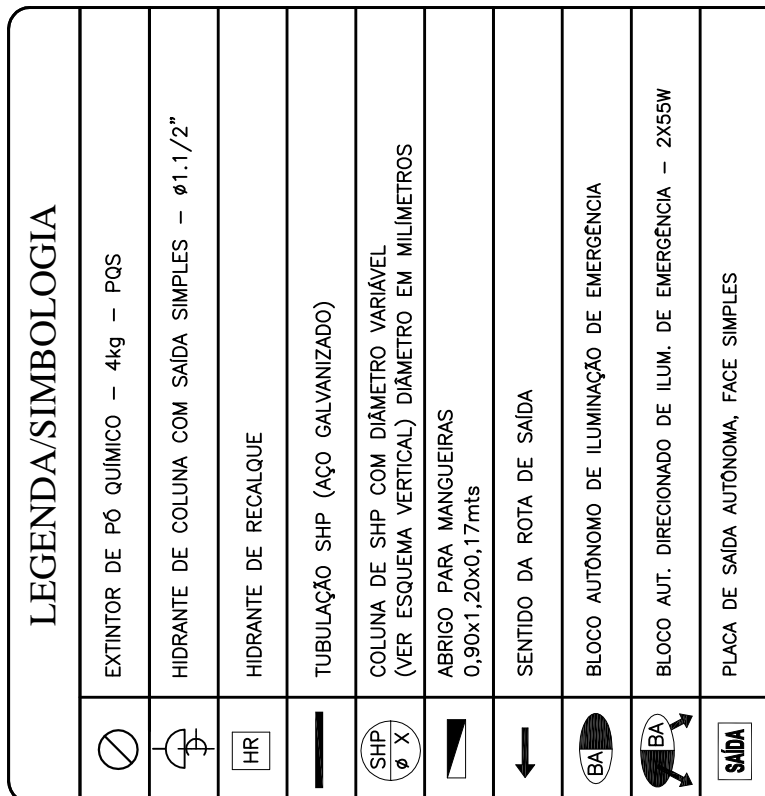 LEGENDA/SIMBOLOGIA
EXTINTOR DE PÓ QUÍMICO – 4kg – PQS
HIDRANTE DE COLUNA COM SAÍDA SIMPLES – ø1.1/2"
HR
HIDRANTE DE RECALQUE
TUBULAÇÃO SHP (AÇO GALVANIZADO)
SHP
ø X
COLUNA DE SHP COM DIÂMETRO VARIÁVEL
(VER ESQUEMA VERTICAL) DIÂMETRO EM MILÍMETROS
ABRIGO PARA MANGUEIRAS
0,90x1,20x0,17mts
SENTIDO DA ROTA DE SAÍDA
BA
BLOCO AUTÔNOMO DE ILUMINAÇÃO DE EMERGÊNCIA
BA
BLOCO AUT. DIRECIONADO DE ILUM. DE EMERGÊNCIA – 2X55W
SAÍDA
PLACA DE SAÍDA AUTÔNOMA, FACE SIMPLES